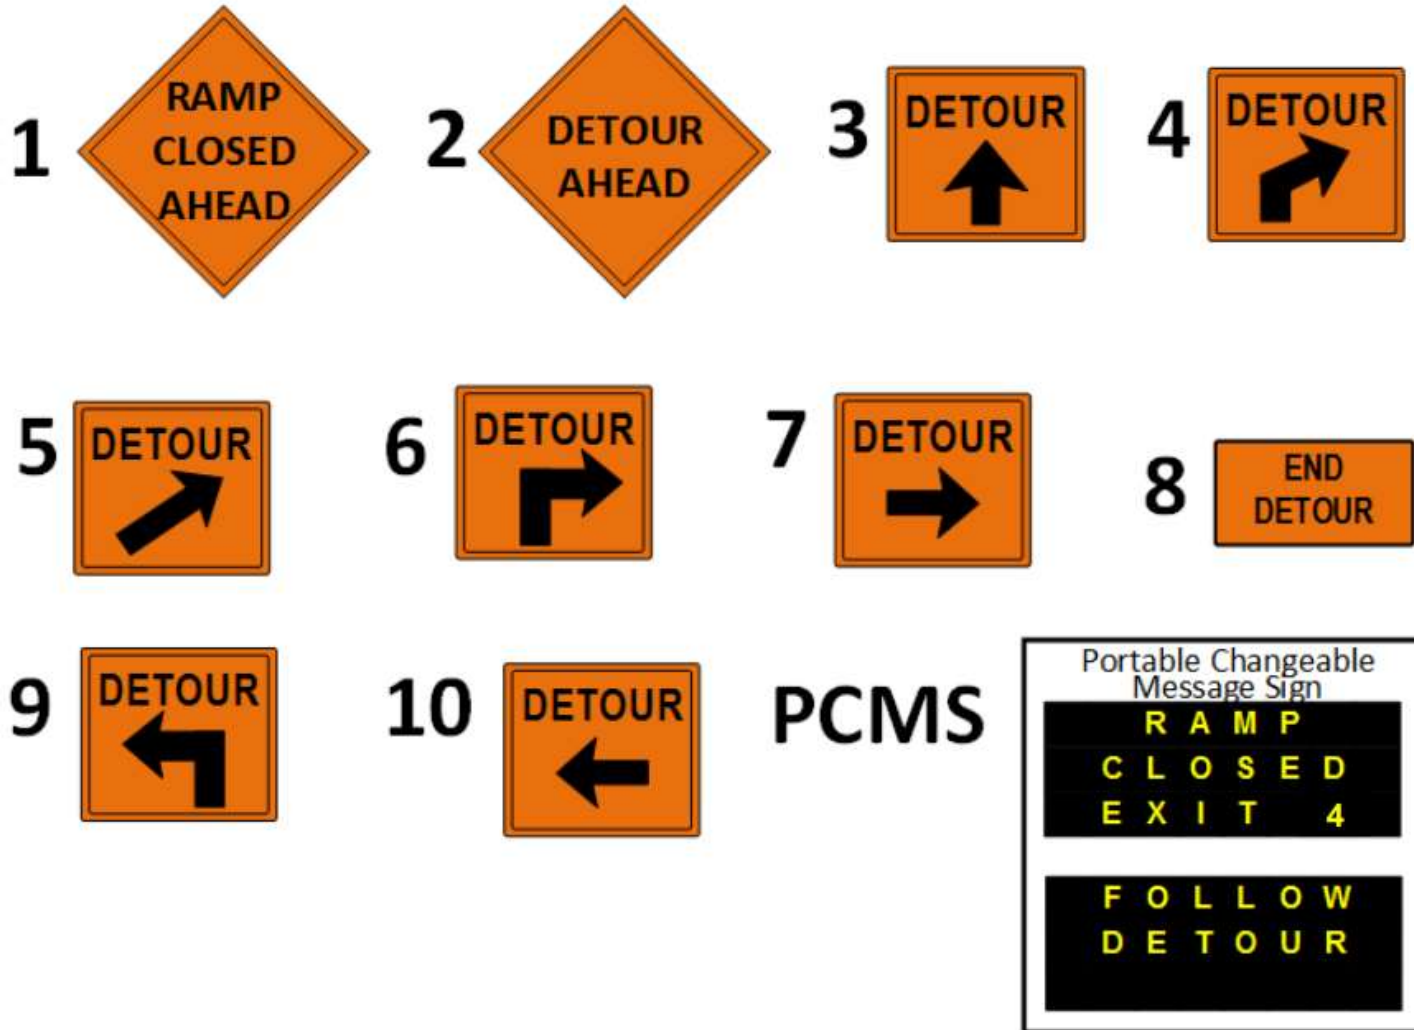 1
RAMP
CLOSED
AHEAD
2
DETOUR
AHEAD
3
DETOUR
4
DETOUR
5
DETOUR
6
DETOUR
7
DETOUR
8
END
DETOUR
9
DETOUR
10
DETOUR
PCMS
Portable Changeable
Message Sign
RAMP
CLOSED
EXIT 4
FOLLOW
DETOUR